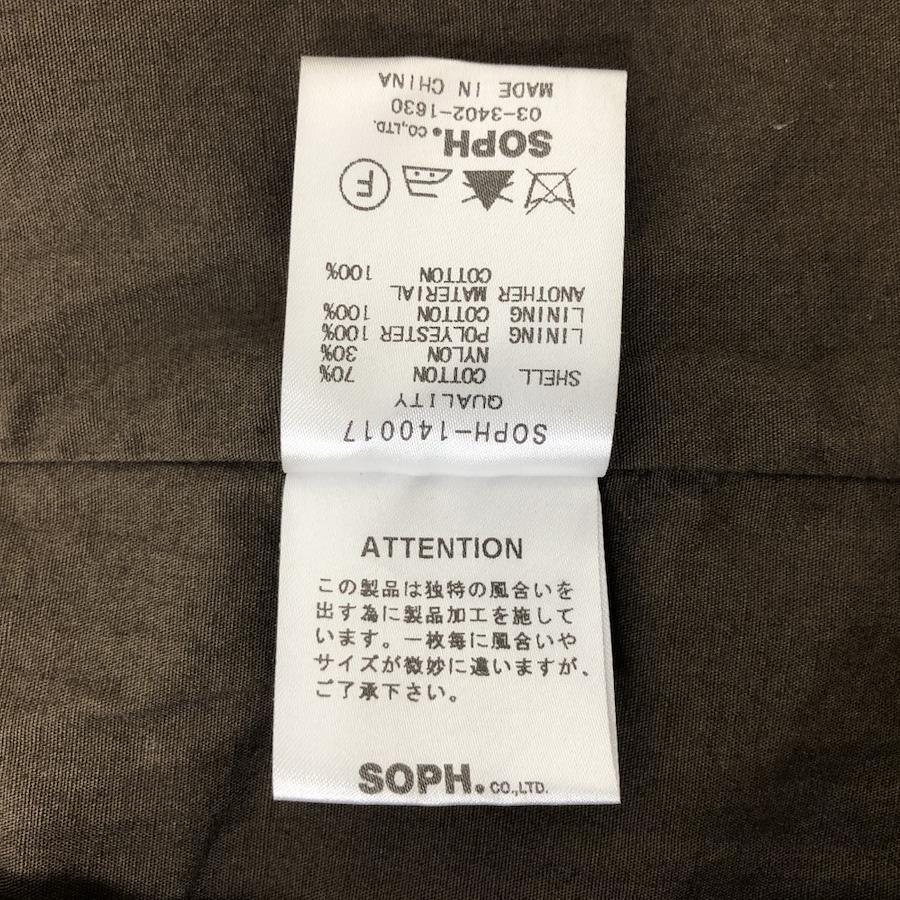 SOPH-140017
QUALITY
SHELL COTTON 70%
NYLON 30%
LINING POLYESTER 100%
LINING COTTON 100%
ANOTHER MATERIAL
COTTON 100%
F
SOPH. CO.,LTD.
03-3402-1630
MADE IN CHINA
ATTENTION
この製品は独特の風合いを
出す為に製品加工を施して
います。一枚毎に風合いや
サイズが微妙に違いますが、
ご了承下さい。
SOPH. CO.,LTD.